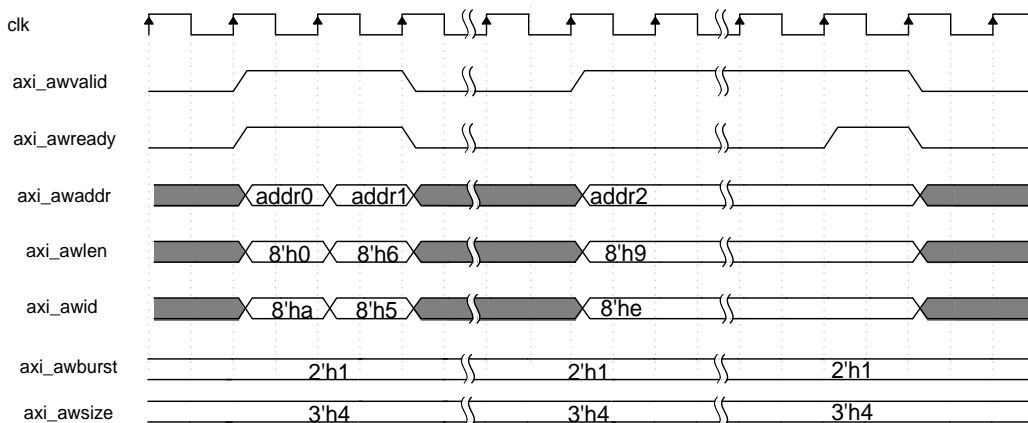 clk
axi_awvalid
axi_awready
axi_awaddr addr0 addr1 addr2
axi_awlen 8'h0 8'h6 8'h9
axi_awid 8'ha 8'h5 8'he
axi_awburst 2'h1 2'h1 2'h1
axi_awsize 3'h4 3'h4 3'h4